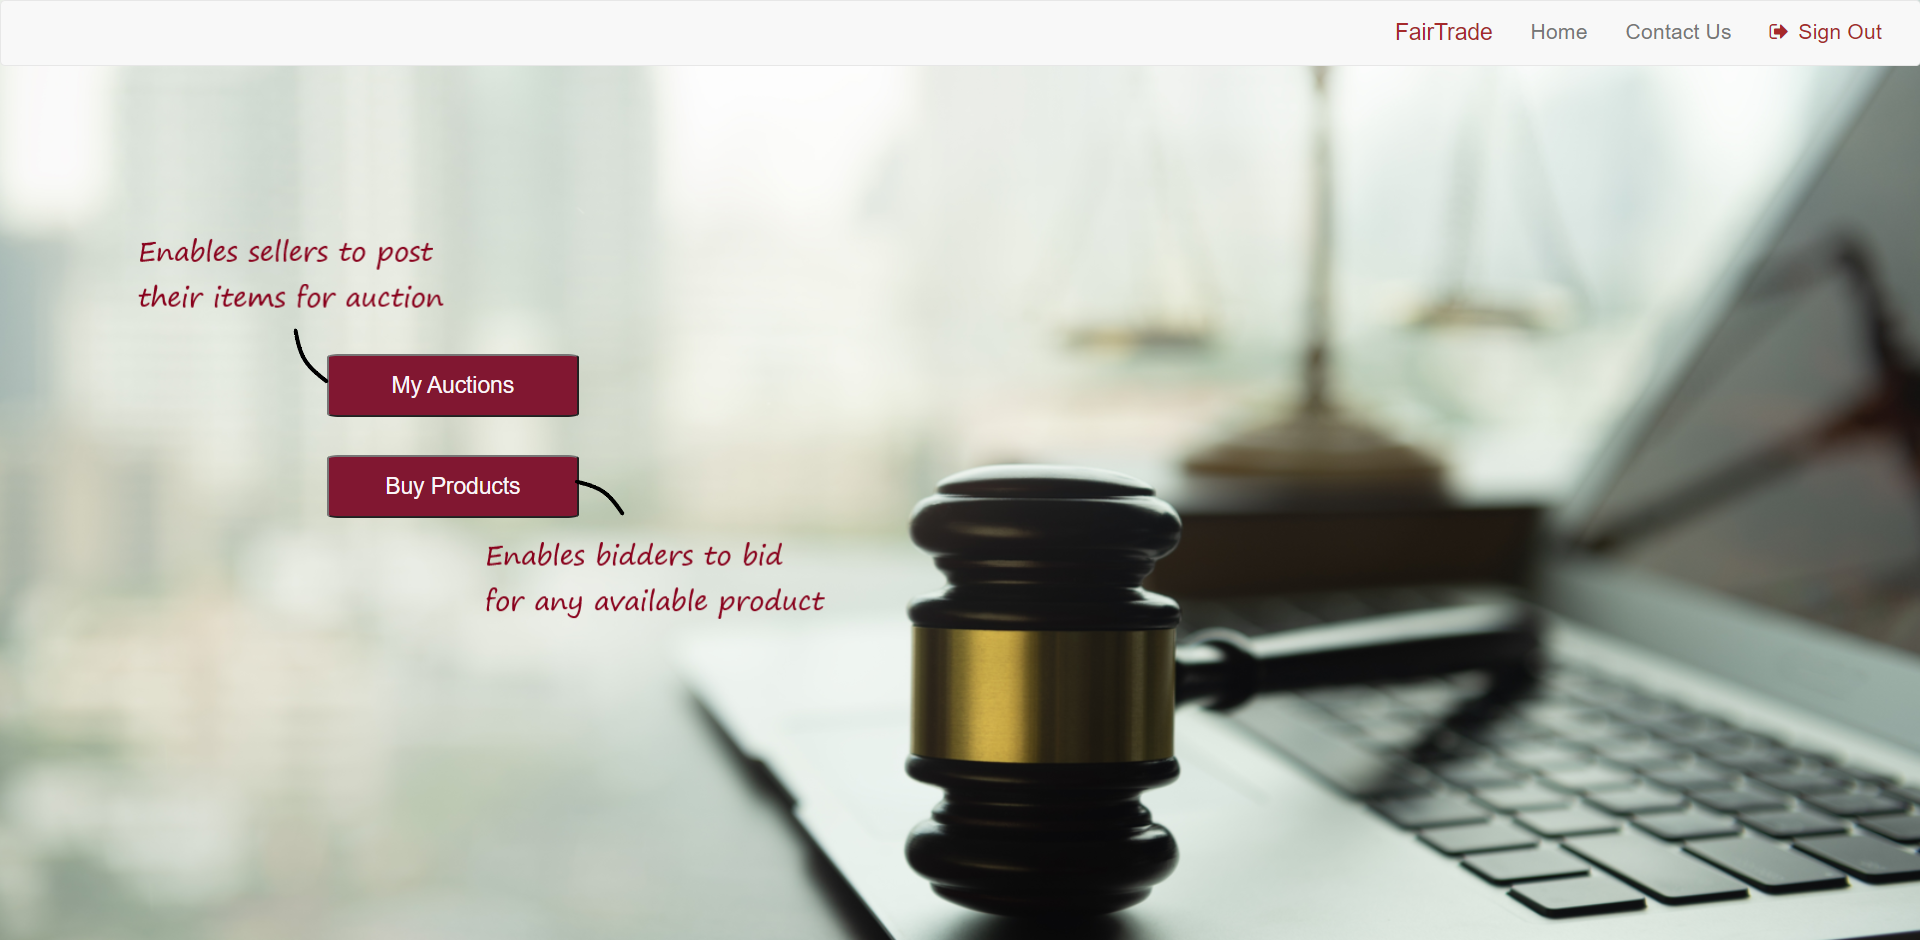 FairTrade Home Contact Us Sign Out
Enables sellers to post
their items for auction
My Auctions
Buy Products
Enables bidders to bid
for any available product